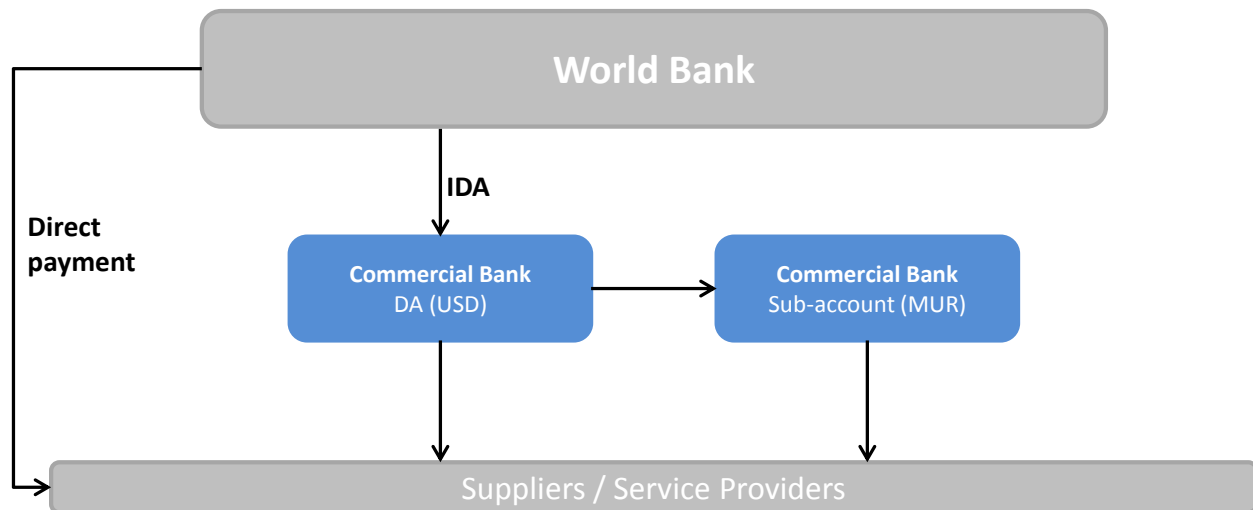 World Bank
IDA
Direct
payment
Commercial Bank
DA (USD)
Commercial Bank
Sub-account (MUR)
Suppliers / Service Providers